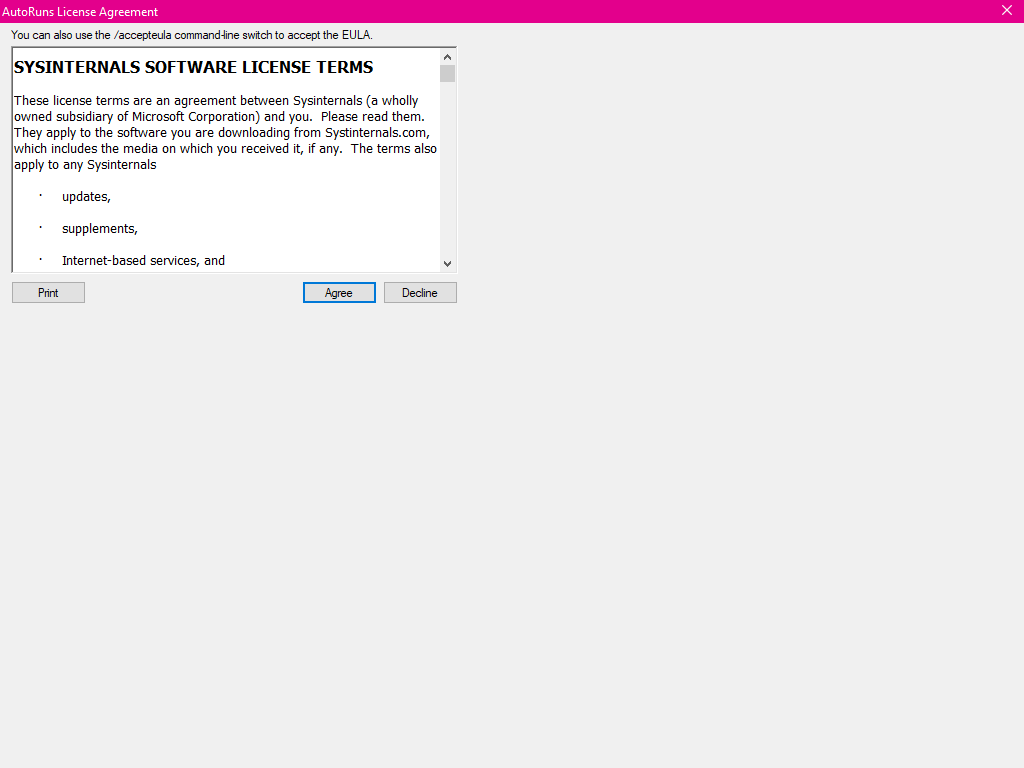 AutoRuns License Agreement
You can also use the /accepteula command-line switch to accept the EULA.
SYSINTERNALS SOFTWARE LICENSE TERMS
These license terms are an agreement between Sysinternals (a wholly
owned subsidiary of Microsoft Corporation) and you.  Please read them.
They apply to the software you are downloading from Systinternals.com,
which includes the media on which you received it, if any.  The terms also
apply to any Sysinternals
· updates,
· supplements,
· Internet-based services, and
Print Agree Decline